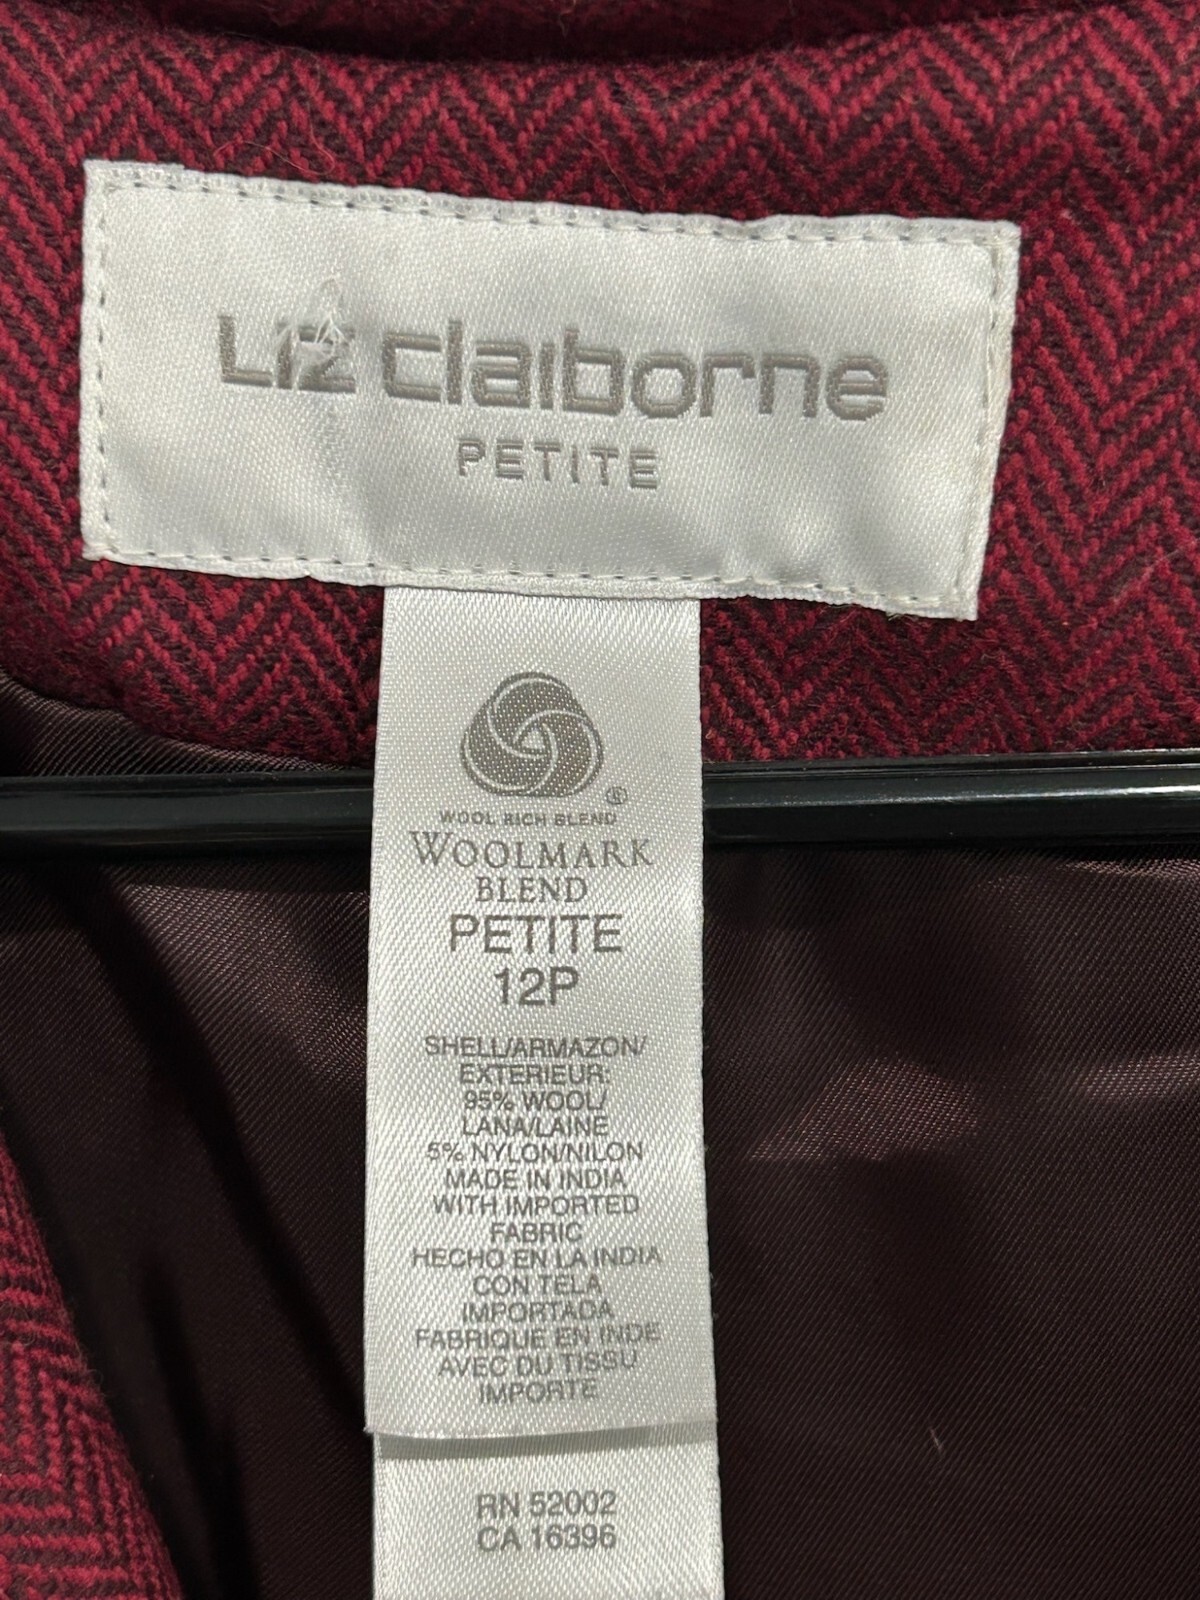 Liz claiborne
PETITE
®
WOOL RICH BLEND
WOOLMARK
BLEND
PETITE
12P
SHELL/ARMAZON/
EXTERIEUR:
95% WOOL/
LANA/LAINE
5% NYLON/NILON
MADE IN INDIA
WITH IMPORTED
FABRIC
HECHO EN LA INDIA
CON TELA
IMPORTADA
FABRIQUE EN INDE
AVEC DU TISSU
IMPORTE
RN 52002
CA 16396